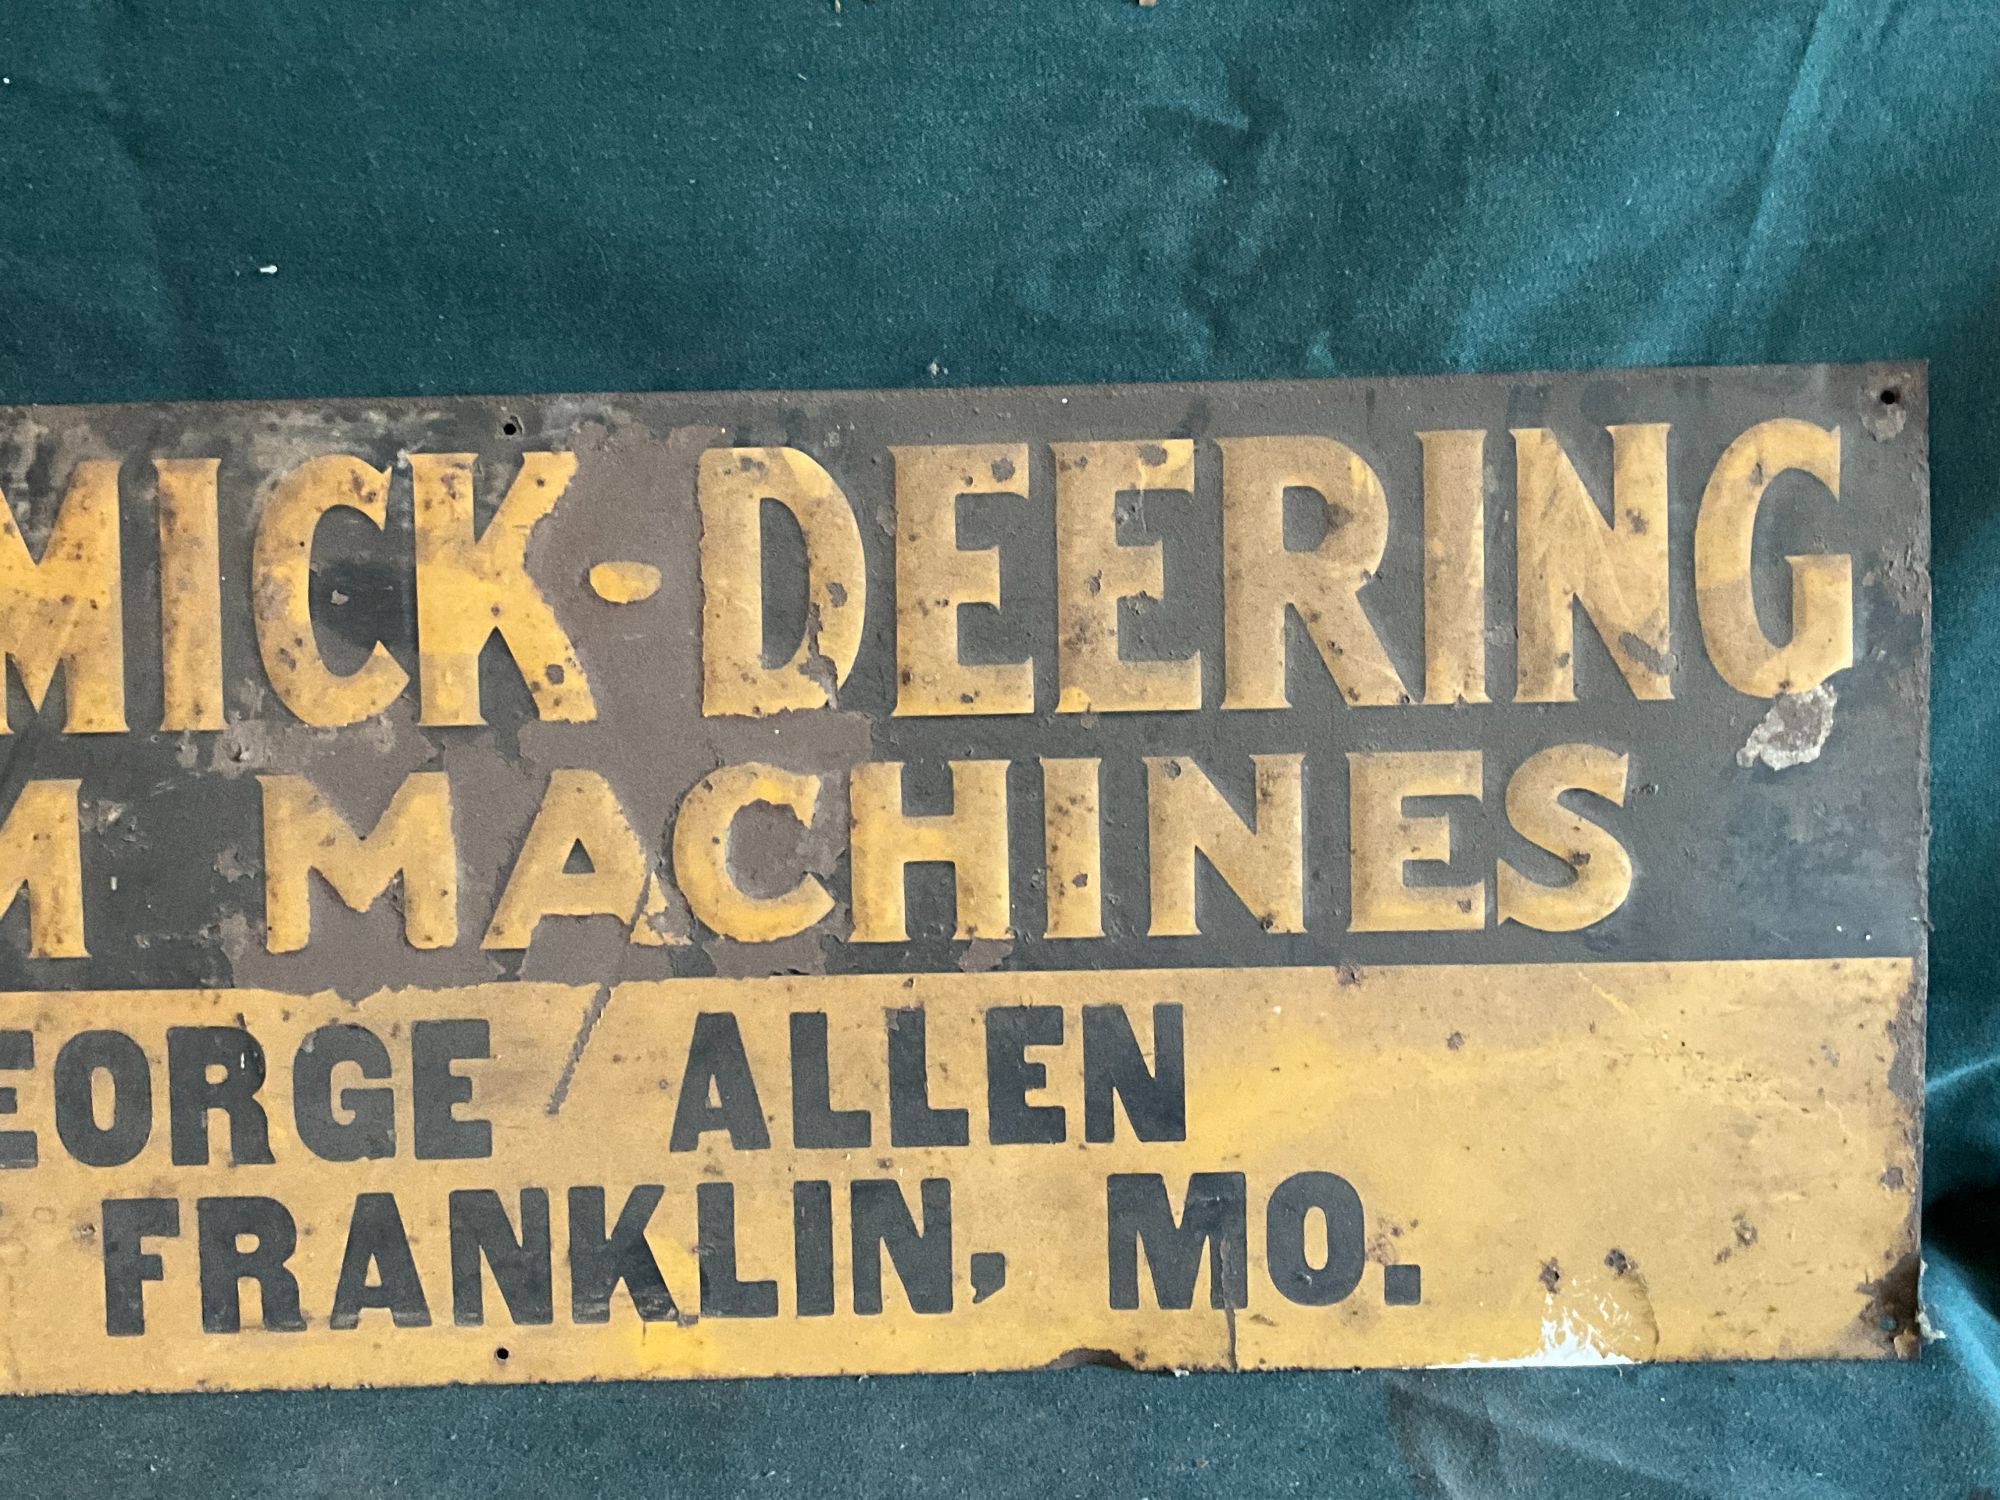 MICK-DEERING
M MACHINES
EORGE ALLEN
FRANKLIN, MO.